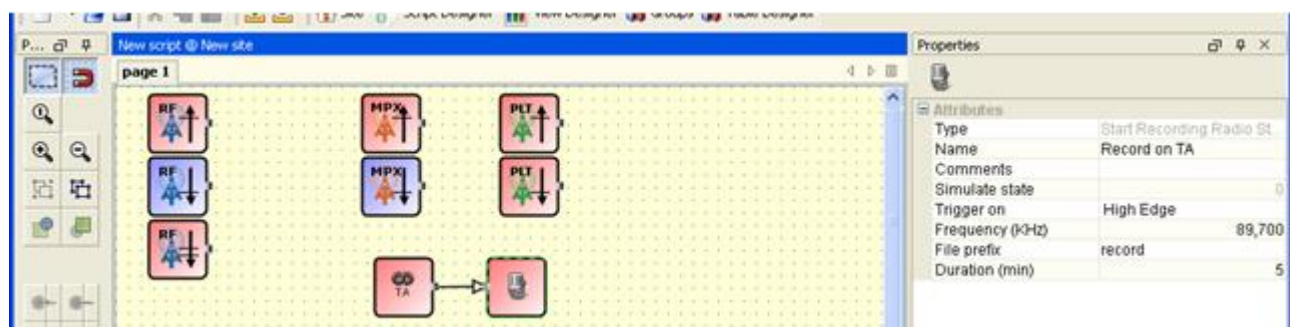 Site Script Designer View Designer Groups Table Designer
P... New script @ New site Properties
page 1
RF MPX PLT
RF MPX PLT
RF
TA
Attributes
Type Start Recording Radio St...
Name Record on TA
Comments
Simulate state 0
Trigger on High Edge
Frequency (KHz) 89,700
File prefix record
Duration (min) 5